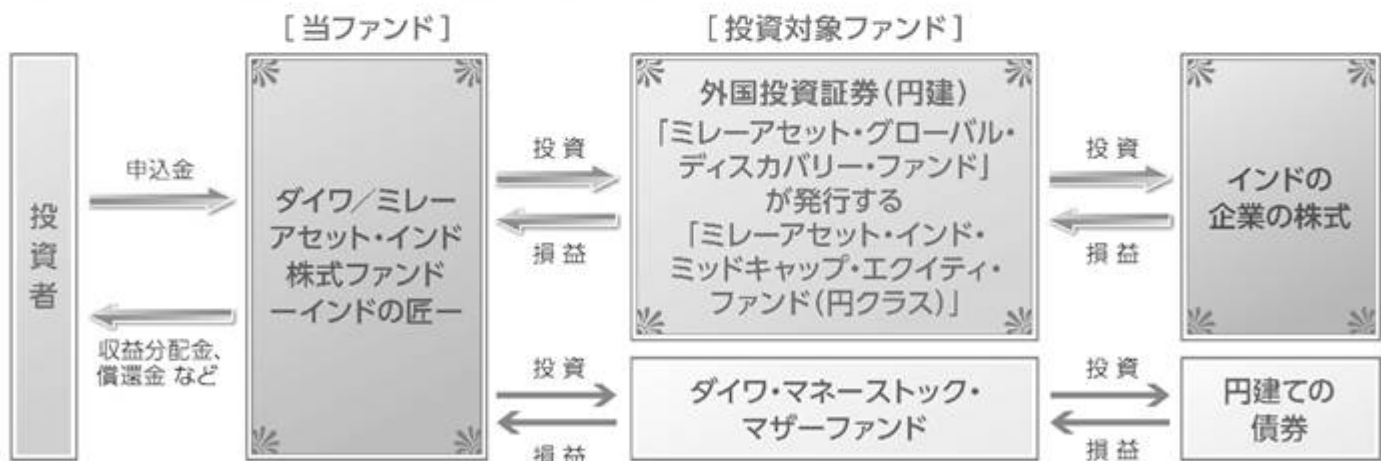 [当ファンド]
[投資対象ファンド]
投資者
申込金
収益分配金、
償還金 など
ダイワ／ミレー
アセット・インド
株式ファンド
ーインドの匠ー
投資
損益
外国投資証券(円建)
「ミレーアセット・グローバル・
ディスカバリー・ファンド」
が発行する
「ミレーアセット・インド・
ミッドキャップ・エクイティ・
ファンド(円クラス)」
投資
損益
インドの
企業の株式
投資
損益
ダイワ・マネーストック・
マザーファンド
投資
損益
円建ての
債券